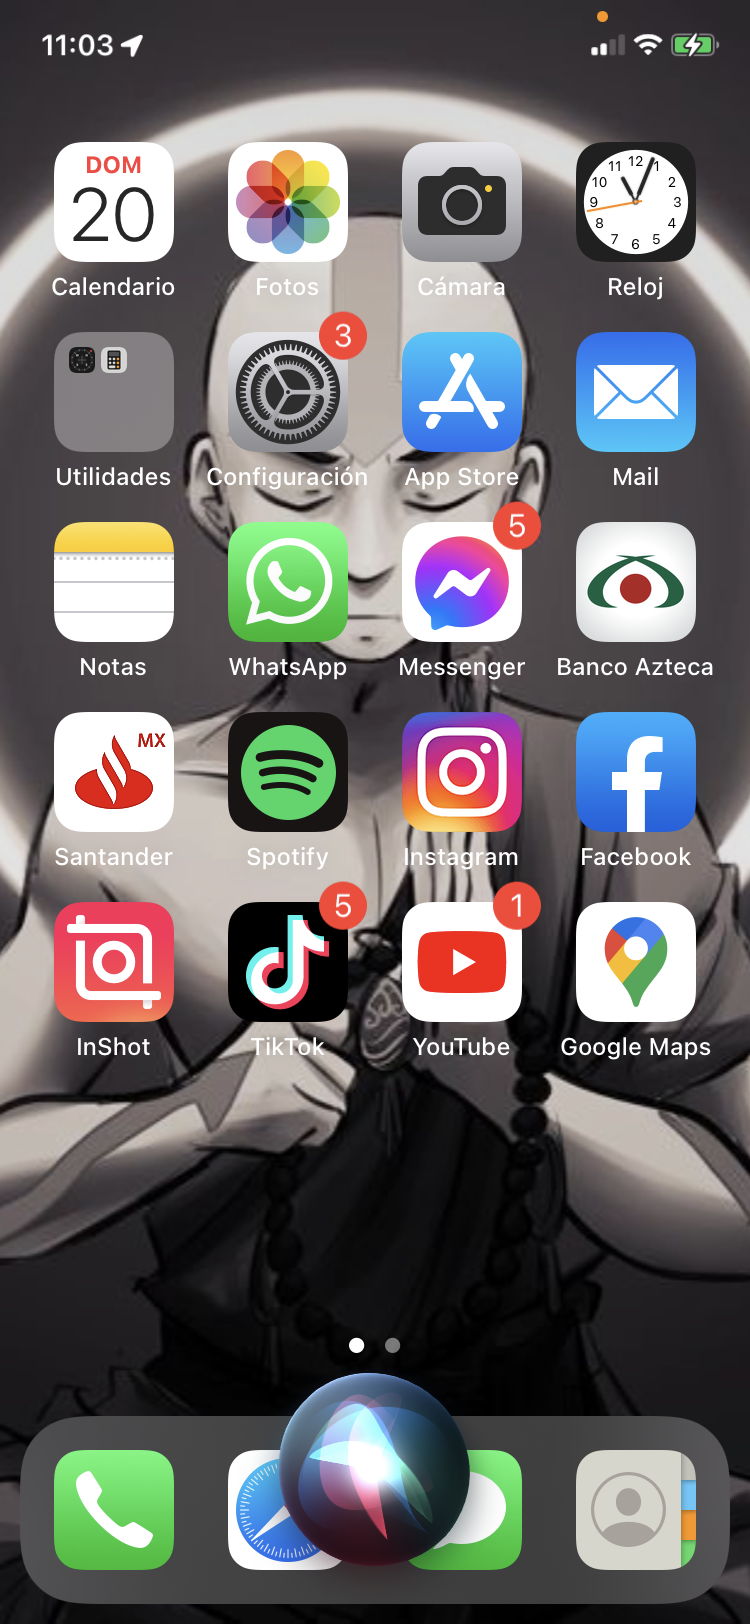 11:03
DOM
20
12
11
1
10
2
9
3
8
4
7
5
6
Calendario
Fotos
Cámara
Reloj
3
Utilidades
Configuración
App Store
Mail
5
Notas
WhatsApp
Messenger
Banco Azteca
MX
Santander
Spotify
Instagram
Facebook
5
1
InShot
TikTok
YouTube
Google Maps